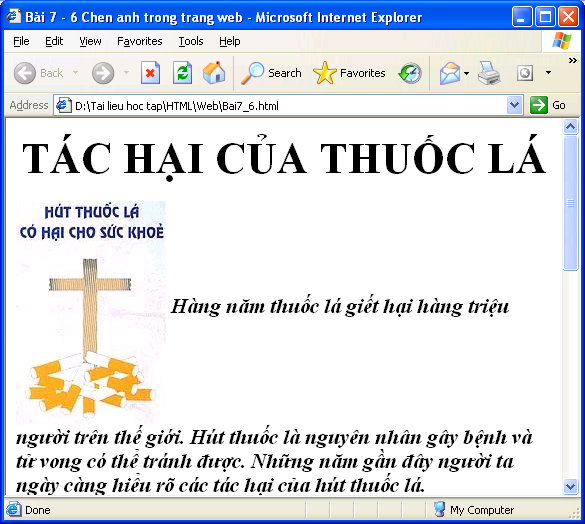 Bài 7 - 6 Chen anh trong trang web - Microsoft Internet Explorer
File Edit View Favorites Tools Help
Back Search Favorites
Address D:\Tai lieu hoc tap\HTML\Web\Bai7_6.html Go
TÁC HẠI CỦA THUỐC LÁ
HÚT THUỐC LÁ
CÓ HẠI CHO SỨC KHOẺ
Hàng năm thuốc lá giết hại hàng triệu
người trên thế giới. Hút thuốc là nguyên nhân gây bệnh và
tử vong có thể tránh được. Những năm gần đây người ta
ngày càng hiểu rõ các tác hại của hút thuốc lá.
Done My Computer